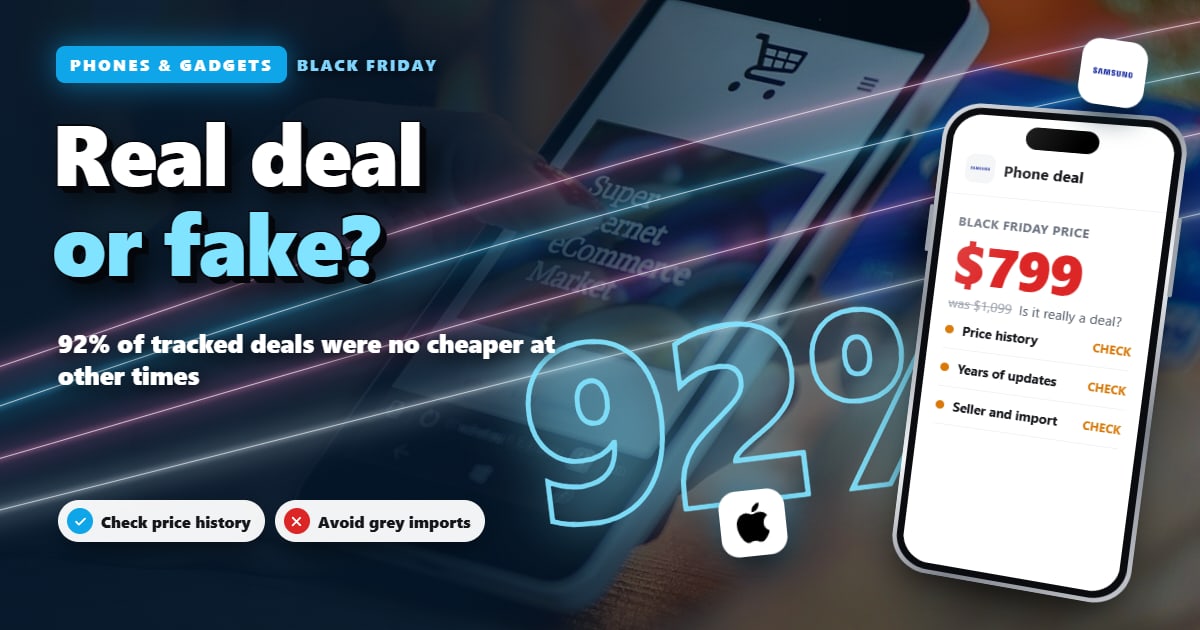 PHONES & GADGETS BLACK FRIDAY
Real deal
or fake?
92% of tracked deals were no cheaper at
other times
Check price history
Avoid grey imports
92%
Super
ernet
eCommerce
Market
SAMSUNG
SAMSUNG
Phone deal
BLACK FRIDAY PRICE
$799
was $1,099 Is it really a deal?
Price history CHECK
Years of updates CHECK
Seller and import CHECK